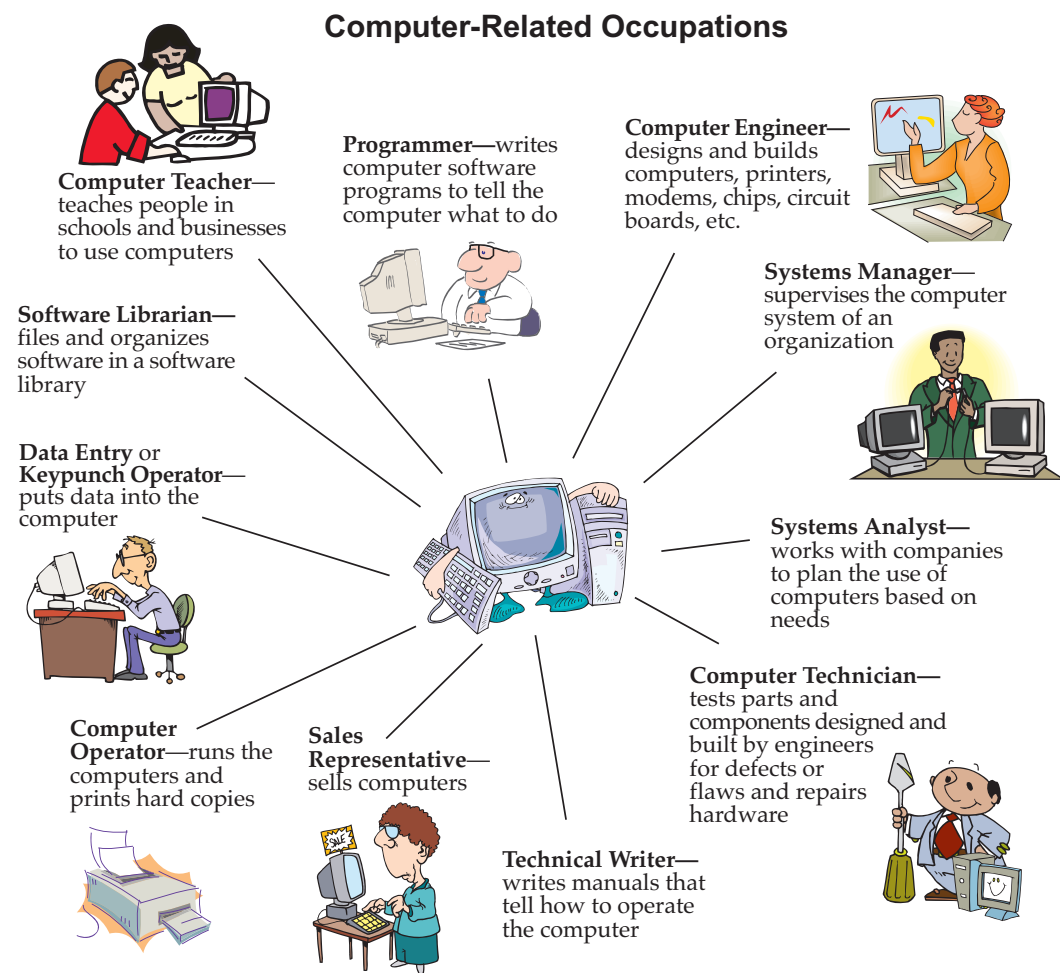 Computer-Related Occupations
Computer Teacher—
teaches people in
schools and businesses
to use computers
Programmer—writes
computer software
programs to tell the
computer what to do
Computer Engineer—
designs and builds
computers, printers,
modems, chips, circuit
boards, etc.
Systems Manager—
supervises the computer
system of an
organization
Software Librarian—
files and organizes
software in a software
library
Data Entry or
Keypunch Operator—
puts data into the
computer
Systems Analyst—
works with companies
to plan the use of
computers based on
needs
Computer Technician—
tests parts and
components designed and
built by engineers
for defects or
flaws and repairs
hardware
Computer
Operator—runs the
computers and
prints hard copies
Sales
Representative—
sells computers
SALE
Technical Writer—
writes manuals that
tell how to operate
the computer